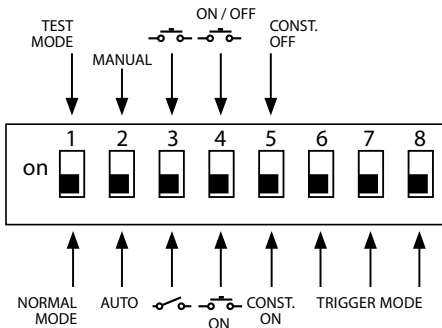 ON / OFF
TEST
MODE
CONST.
OFF
MANUAL
1 2 3 4 5 6 7 8
on
NORMAL
MODE
AUTO
ON
CONST.
ON
TRIGGER MODE